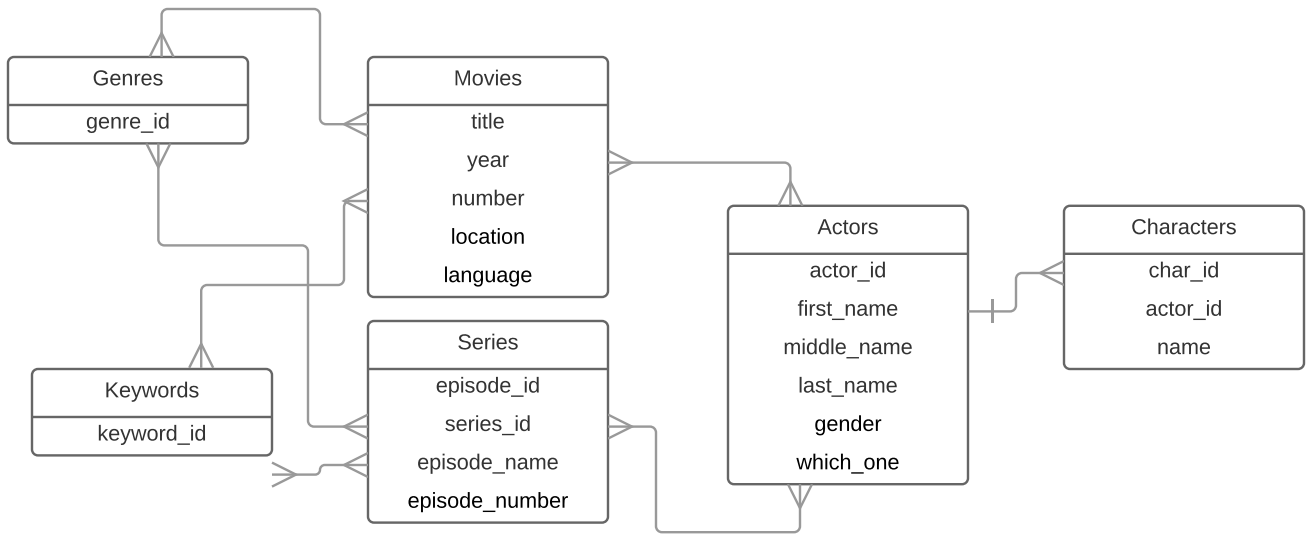 Genres
genre_id
Movies
title
year
number
location
language
Actors
actor_id
first_name
middle_name
last_name
gender
which_one
Characters
char_id
actor_id
name
Keywords
keyword_id
Series
episode_id
series_id
episode_name
episode_number